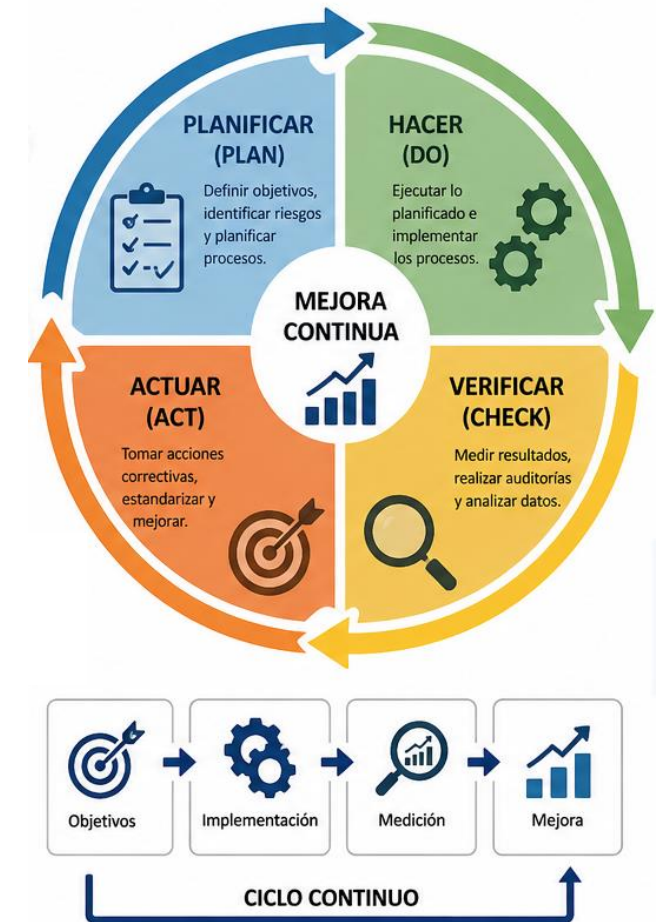 PLANIFICAR
(PLAN)
Definir objetivos,
identificar riesgos
y planificar
procesos.
HACER
(DO)
Ejecutar lo
planificado e
implementar
los procesos.
MEJORA
CONTINUA
ACTUAR
(ACT)
Tomar acciones
correctivas,
estandarizar y
mejorar.
VERIFICAR
(CHECK)
Medir resultados,
realizar auditorías
y analizar datos.
Objetivos
Implementación
Medición
Mejora
CICLO CONTINUO